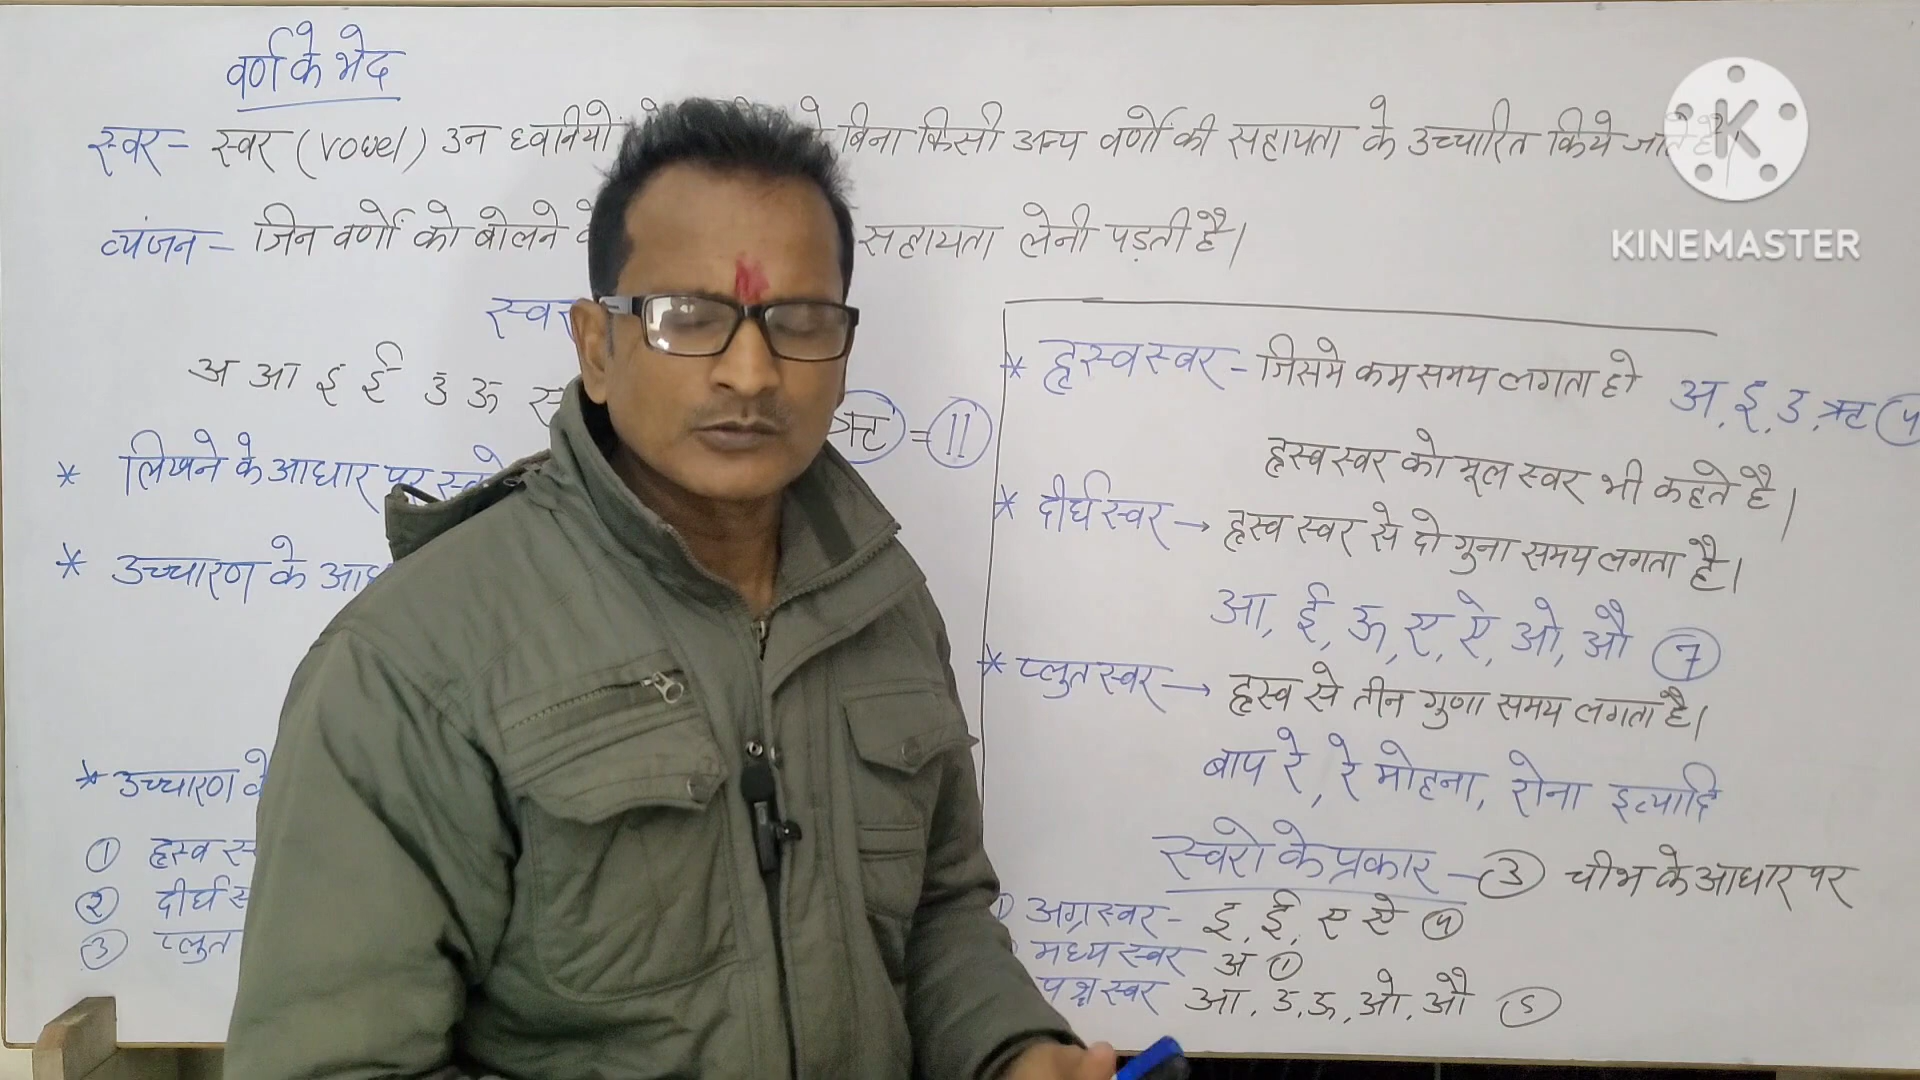 वर्ण के भेद
स्वर - स्वर (vowel) उन ध्वनियों बिना किसी अन्य वर्णों की सहायता के उच्चारित किये जाते है।
व्यंजन - जिन वर्णों को बोलने के सहायता लेनी पड़ती है।
स्वर
अ आ इ ई उ ऊ ऋ = 11
* लिखने के आधार पर
* उच्चारण के
* उच्चारण के
1 ह्रस्व
2 दीर्घ
3 प्लुत
* ह्रस्व स्वर - जिसमे कम समय लगता हो अ, इ, उ, ऋ
ह्रस्व स्वर को मूल स्वर भी कहते है।
* दीर्घ स्वर → ह्रस्व स्वर से दो गुना समय लगता है।
आ, ई, ऊ, ए, ऐ, ओ, औ 7
* प्लुत स्वर → ह्रस्व से तीन गुणा समय लगता है।
बाप रे, रे मोहना, रोना इत्यादि
स्वरो के प्रकार - 3 चीभ के आधार पर
अग्रस्वर - इ, ई, ए ऐ ४
मध्य स्वर अ 1
पश्च स्वर आ, उ, ऊ, ओ, औ 5
KINEMASTER